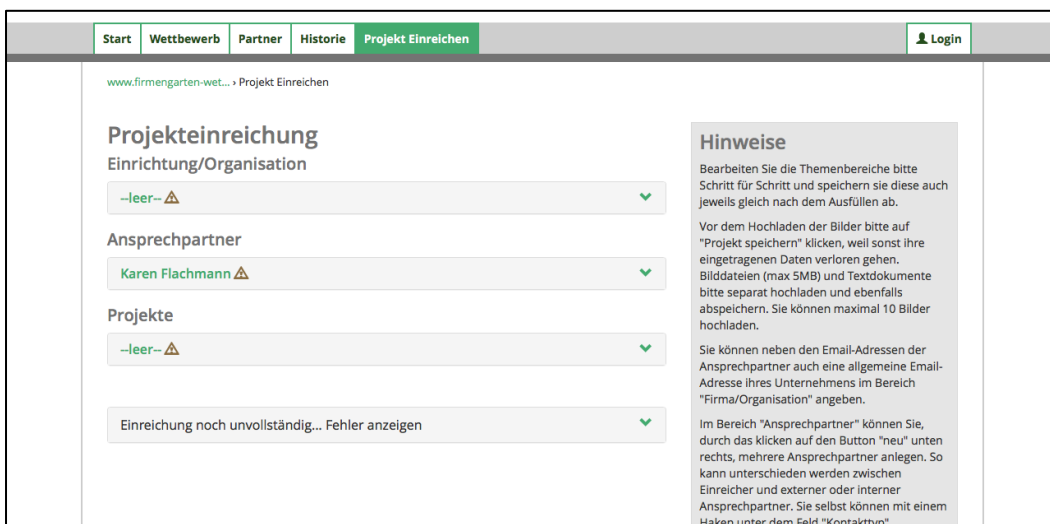 Start Wettbewerb Partner Historie Projekt Einreichen Login
www.firmengarten-wet... › Projekt Einreichen
Projekteinreichung
Einrichtung/Organisation
--leer--
Ansprechpartner
Karen Flachmann
Projekte
--leer--
Einreichung noch unvollständig... Fehler anzeigen
Hinweise
Bearbeiten Sie die Themenbereiche bitte
Schritt für Schritt und speichern sie diese auch
jeweils gleich nach dem Ausfüllen ab.
Vor dem Hochladen der Bilder bitte auf
"Projekt speichern" klicken, weil sonst ihre
eingetragenen Daten verloren gehen.
Bilddateien (max 5MB) und Textdokumente
bitte separat hochladen und ebenfalls
abspeichern. Sie können maximal 10 Bilder
hochladen.
Sie können neben den Email-Adressen der
Ansprechpartner auch eine allgemeine Email-
Adresse ihres Unternehmens im Bereich
"Firma/Organisation" angeben.
Im Bereich "Ansprechpartner" können Sie,
durch das klicken auf den Button "neu" unten
rechts, mehrere Ansprechpartner anlegen. So
kann unterschieden werden zwischen
Einreicher und externer oder interner
Ansprechpartner. Sie selbst können mit einem
Haken unter dem Feld "Kontakttyp"